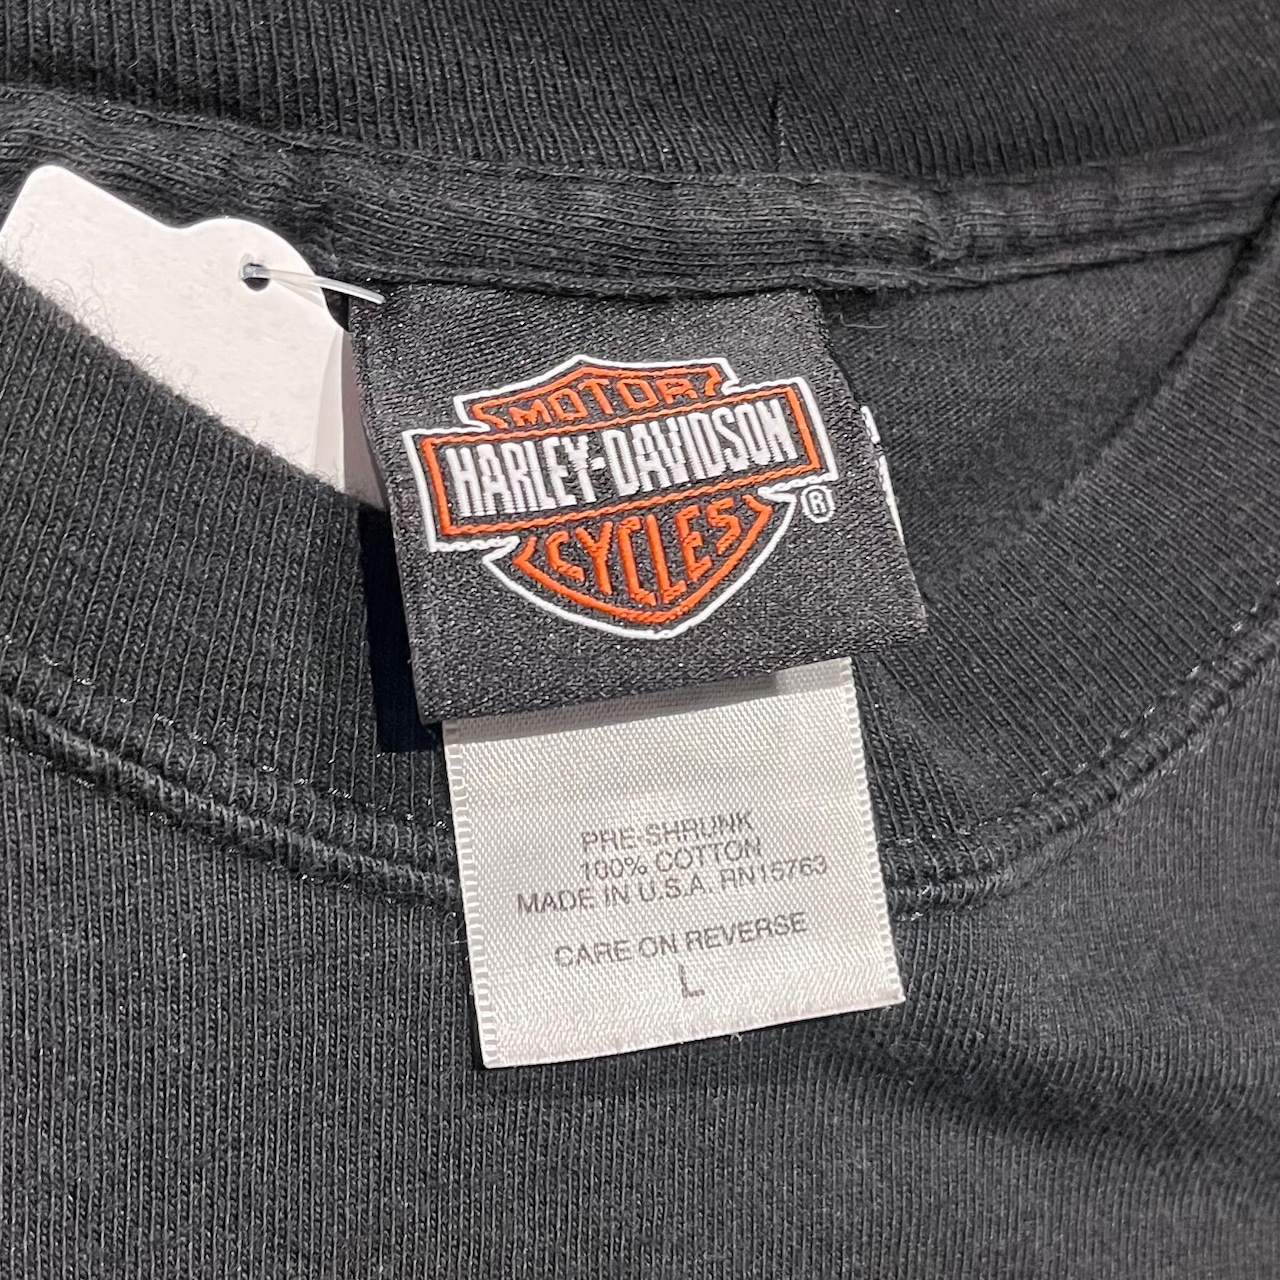 MOTOR
HARLEY-DAVIDSON
CYCLES
®
PRE-SHRUNK
100% COTTON
MADE IN U.S.A. RN15763
CARE ON REVERSE
L